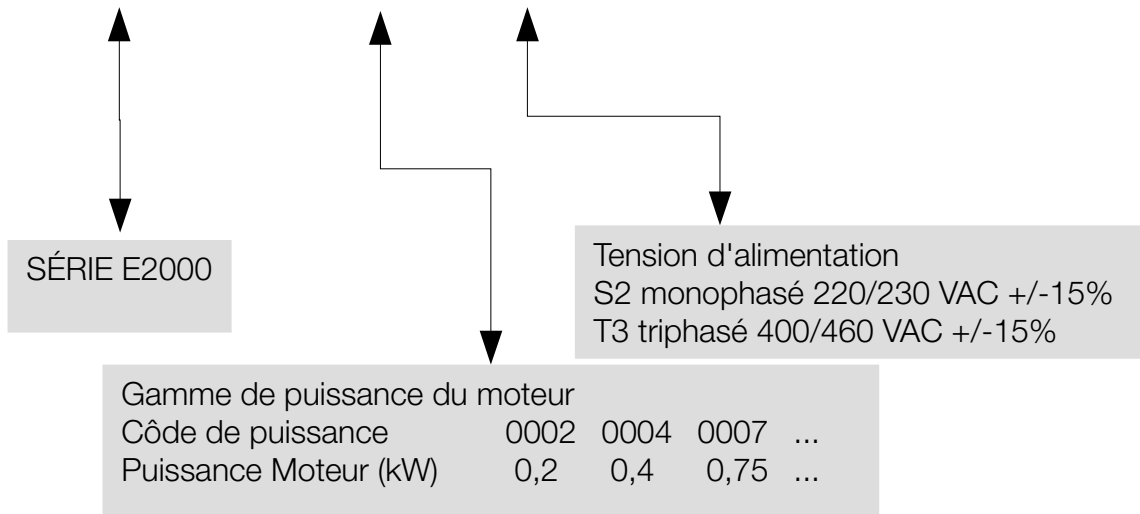 SÉRIE E2000
Tension d'alimentation
S2 monophasé 220/230 VAC +/-15%
T3 triphasé 400/460 VAC +/-15%
Gamme de puissance du moteur
Côde de puissance 0002 0004 0007 ...
Puissance Moteur (kW) 0,2 0,4 0,75 ...